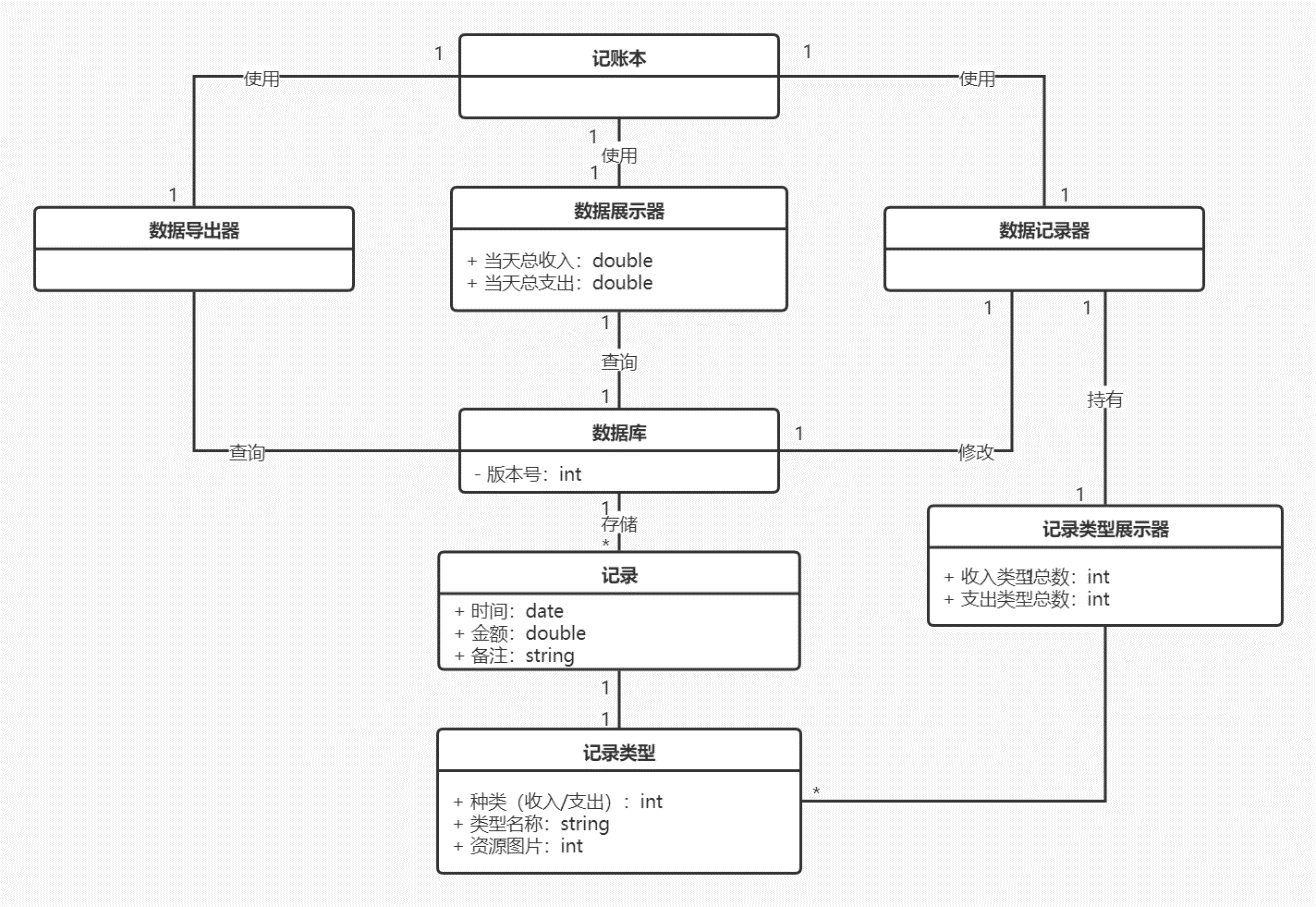 记账本
1
1
使用
使用
1
使用
1
1
1
数据导出器
数据展示器
+ 当天总收入：double
+ 当天总支出：double
数据记录器
1
1
1
查询
持有
1
数据库
- 版本号：int
1
查询
修改
1
存储
*
1
记录类型展示器
+ 收入类型总数：int
+ 支出类型总数：int
记录
+ 时间：date
+ 金额：double
+ 备注：string
1
1
记录类型
+ 种类（收入/支出）：int
+ 类型名称：string
+ 资源图片：int
*